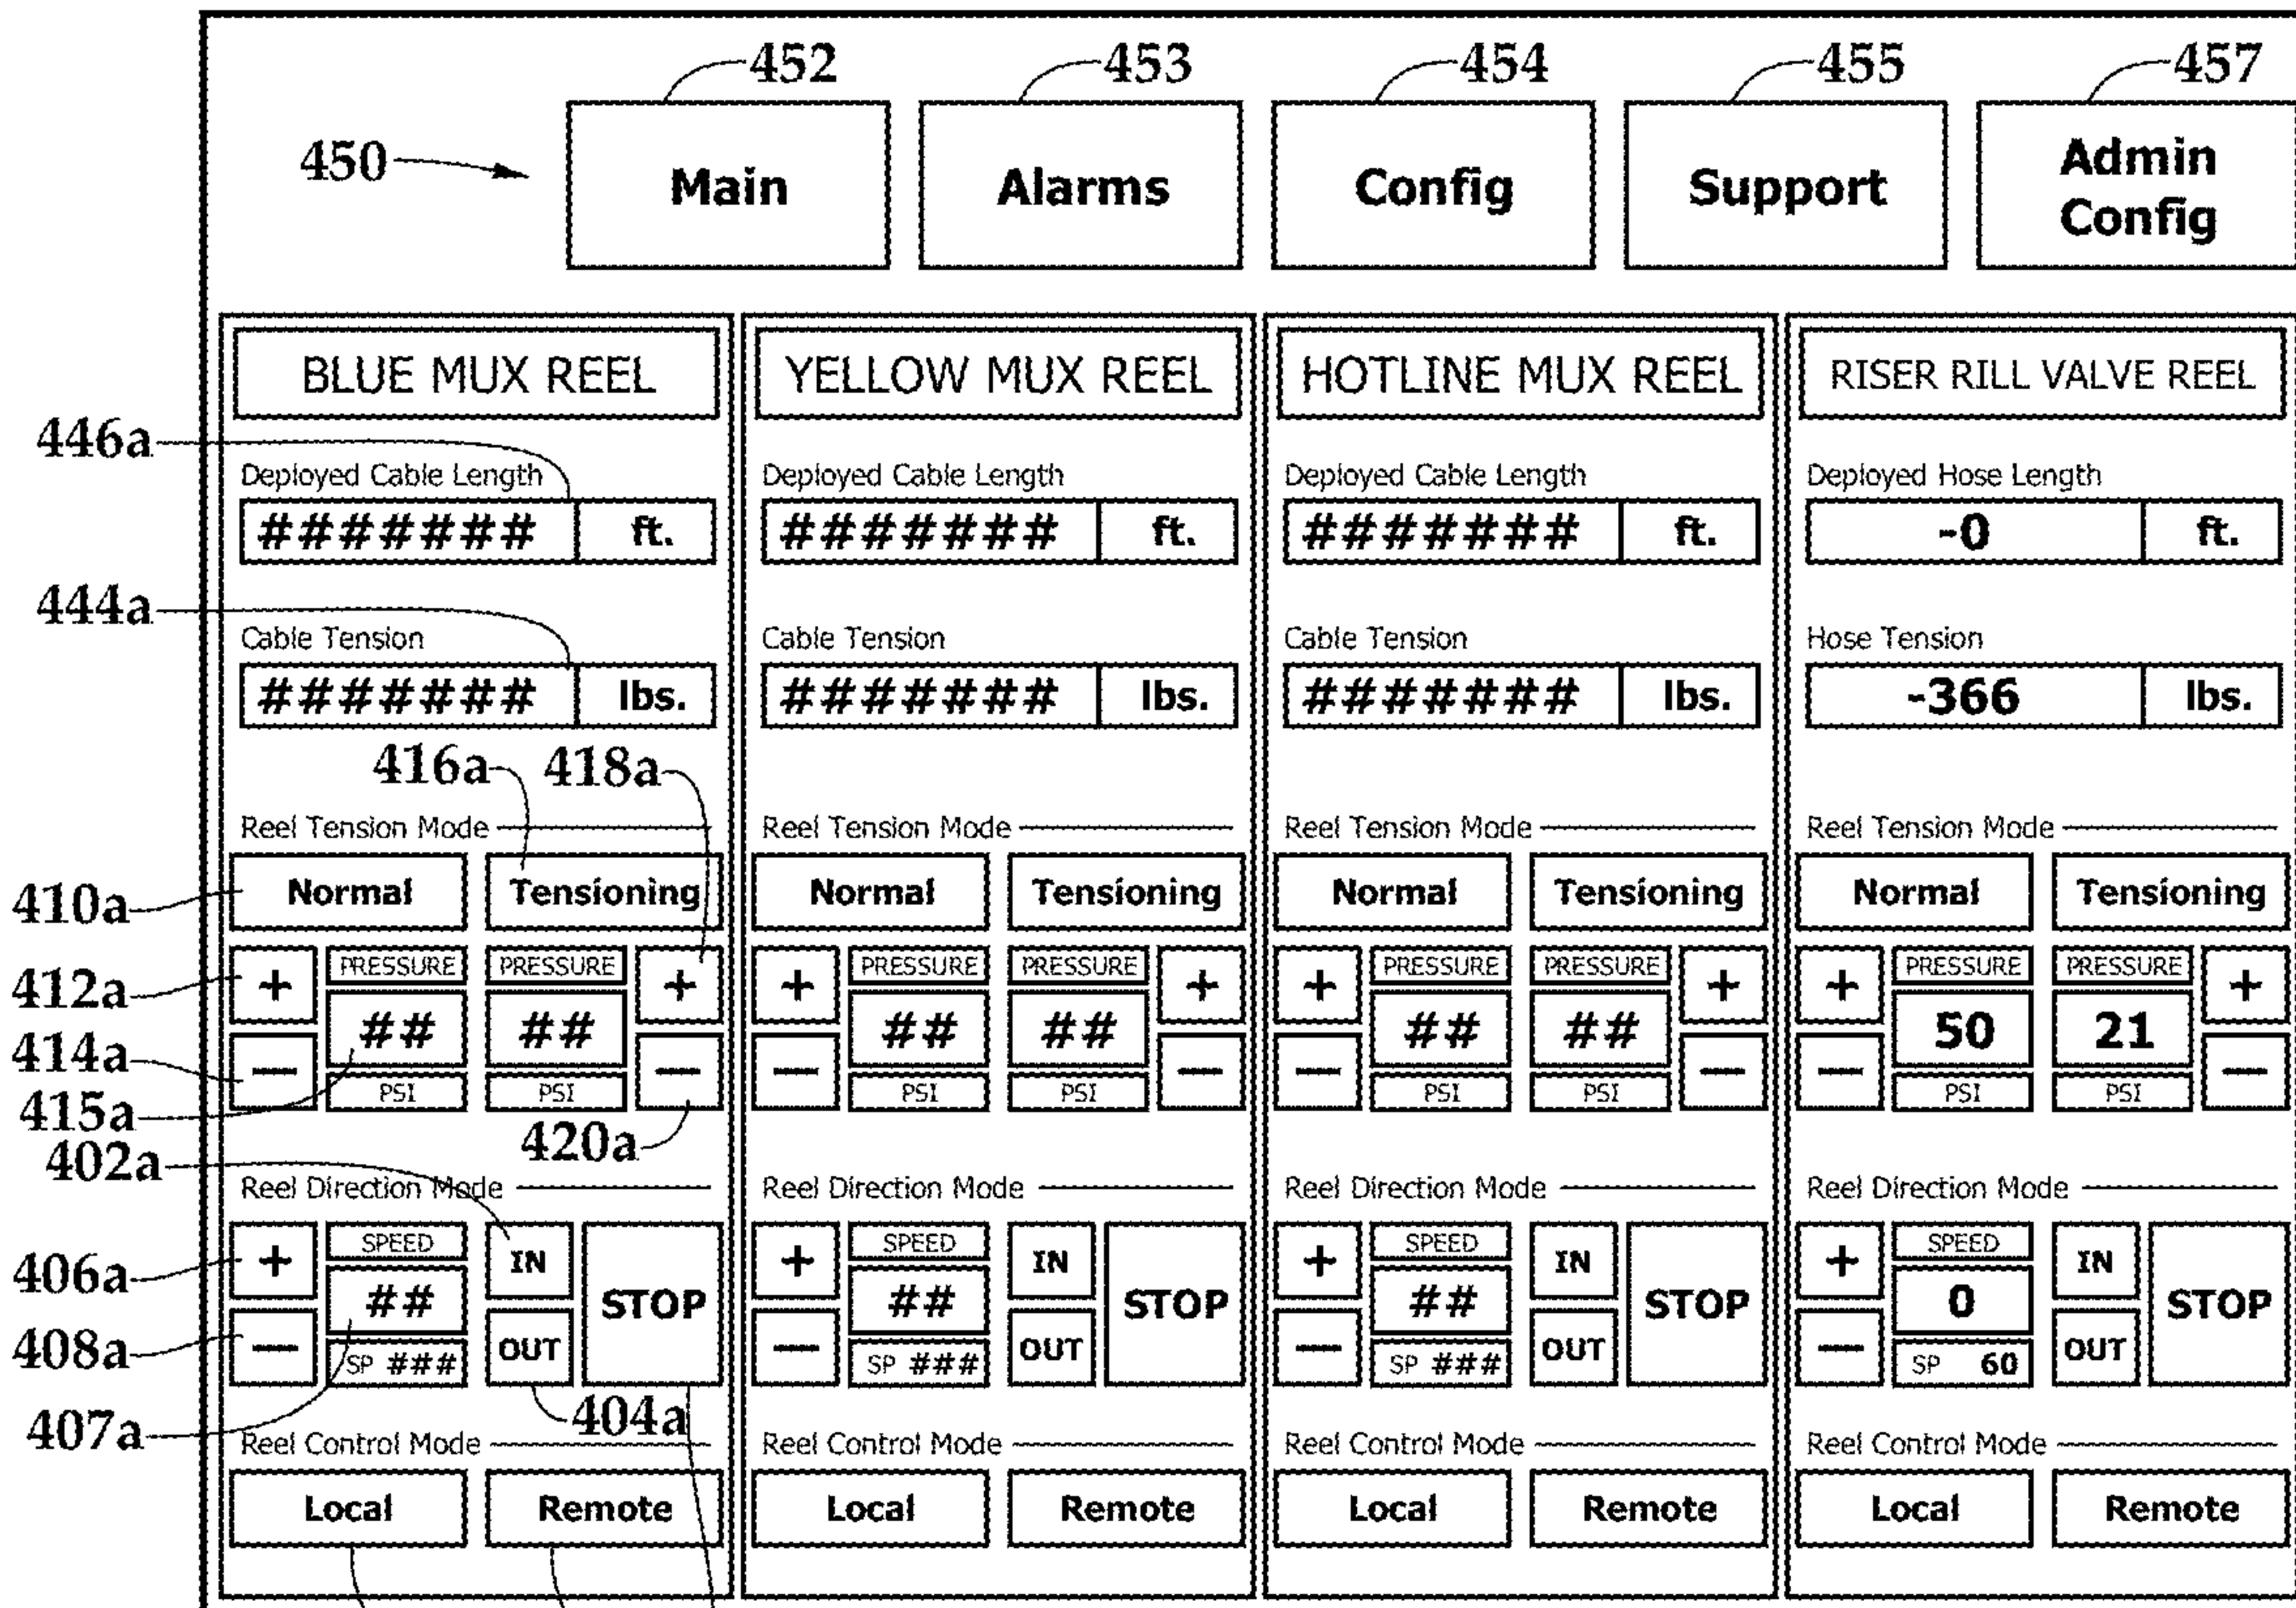 452 453 454 455 457
450
Main Alarms Config Support Admin Config
BLUE MUX REEL YELLOW MUX REEL HOTLINE MUX REEL RISER RILL VALVE REEL
446a
Deployed Cable Length Deployed Cable Length Deployed Cable Length Deployed Hose Length
####### ft. ####### ft. ####### ft. -0 ft.
444a
Cable Tension Cable Tension Cable Tension Hose Tension
####### lbs. ####### lbs. ####### lbs. -366 lbs.
416a 418a
Reel Tension Mode Reel Tension Mode Reel Tension Mode Reel Tension Mode
410a Normal Tensioning Normal Tensioning Normal Tensioning Normal Tensioning
412a + PRESSURE PRESSURE + + PRESSURE PRESSURE + + PRESSURE PRESSURE + + PRESSURE PRESSURE +
## ## ## ## ## ## 50 21
414a — — — — — — — —
415a PSI PSI PSI PSI PSI PSI PSI PSI
402a 420a
Reel Direction Mode Reel Direction Mode Reel Direction Mode Reel Direction Mode
406a + SPEED IN + SPEED IN + SPEED IN + SPEED IN
## STOP ## STOP ## STOP 0 STOP
408a — SP ### OUT — SP ### OUT — SP ### OUT — SP 60 OUT
407a 404a
Reel Control Mode Reel Control Mode Reel Control Mode Reel Control Mode
Local Remote Local Remote Local Remote Local Remote